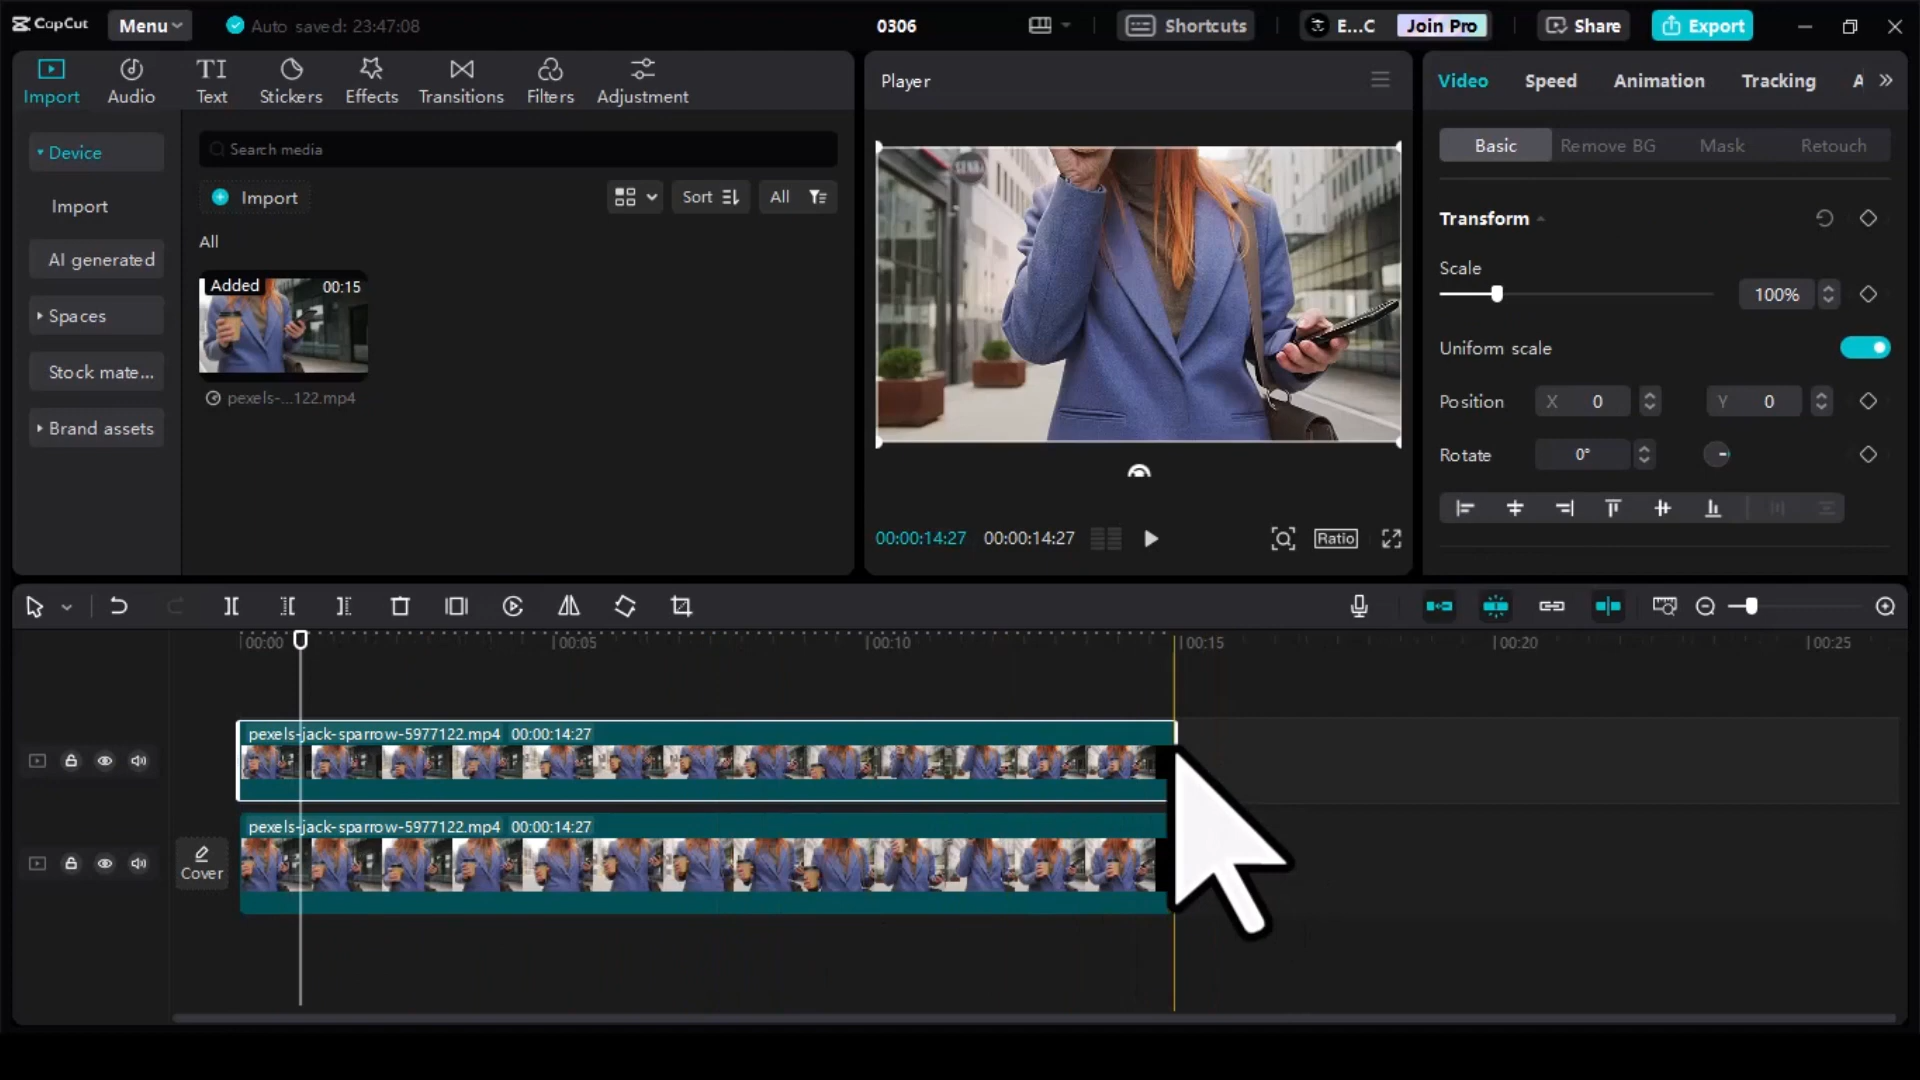 CapCut
Menu
Auto saved: 23:47:08
0306
Shortcuts
E...C
Join Pro
Share
Export
Import
Audio
TI
Text
Stickers
Effects
Transitions
Filters
Adjustment
Player
Video
Speed
Animation
Tracking
A
Device
Import
AI generated
Spaces
Stock mate...
Brand assets
Search media
Import
Sort
All
All
Added
00:15
pexels-...122.mp4
00:00:14:27
00:00:14:27
Ratio
Basic
Remove BG
Mask
Retouch
Transform
Scale
100%
Uniform scale
Position
X 0
Y 0
Rotate
0°
00:00
00:05
00:10
00:15
00:20
00:25
pexels-jack-sparrow-5977122.mp4 00:00:14:27
Cover
pexels-jack-sparrow-5977122.mp4 00:00:14:27